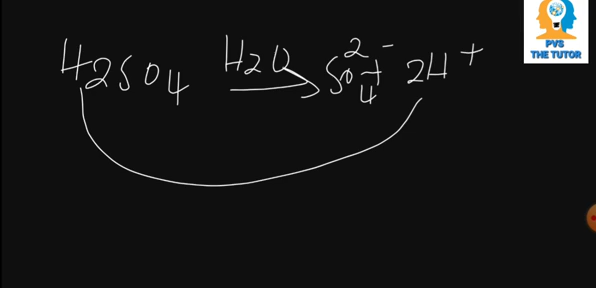 H2SO4 H2O→ SO4^2- + 2H+
PVS
THE TUTOR